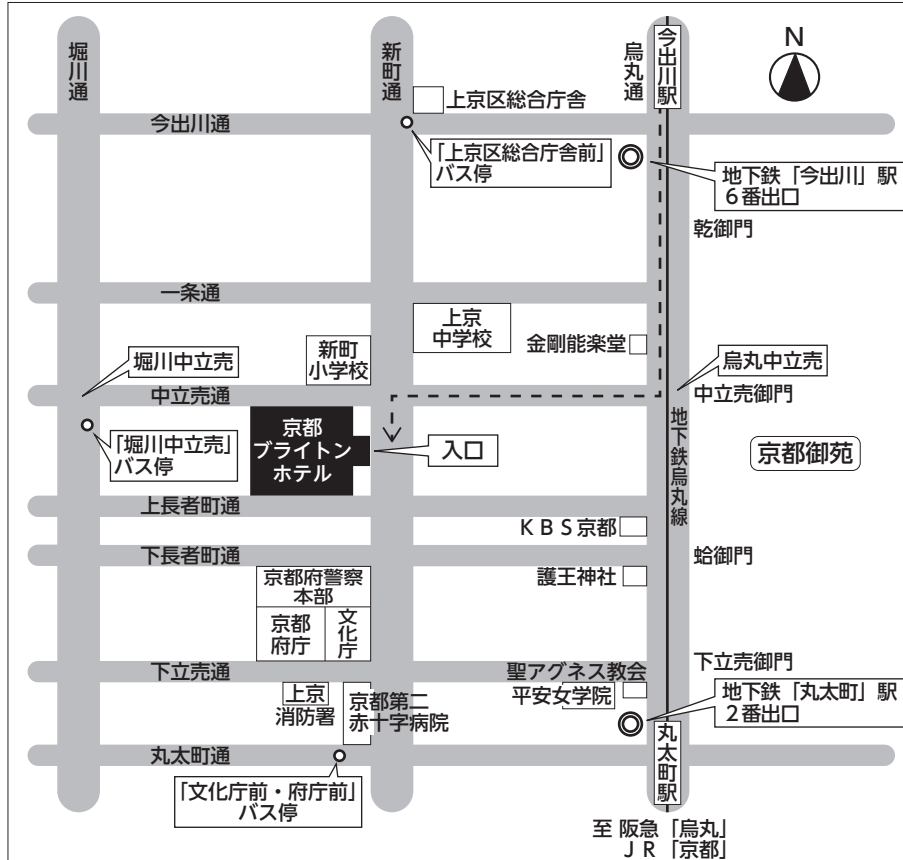 堀川通
新町通
烏丸通
今出川駅
N
上京区総合庁舎
今出川通
「上京区総合庁舎前」
バス停
地下鉄「今出川」駅
6番出口
乾御門
一条通
上京
中学校
金剛能楽堂
新町
小学校
堀川中立売
烏丸中立売
中立売通
中立売御門
京都
ブライトン
ホテル
入口
「堀川中立売」
バス停
地下鉄烏丸線
京都御苑
上長者町通
KBS京都
下長者町通
蛤御門
京都府警察
本部
護王神社
京都
府庁
文化庁
下立売通
聖アグネス教会
下立売御門
上京
消防署
京都第二
赤十字病院
平安女学院
地下鉄「丸太町」駅
2番出口
丸太町通
丸太町駅
「文化庁前・府庁前」
バス停
至 阪急「烏丸」
JR「京都」